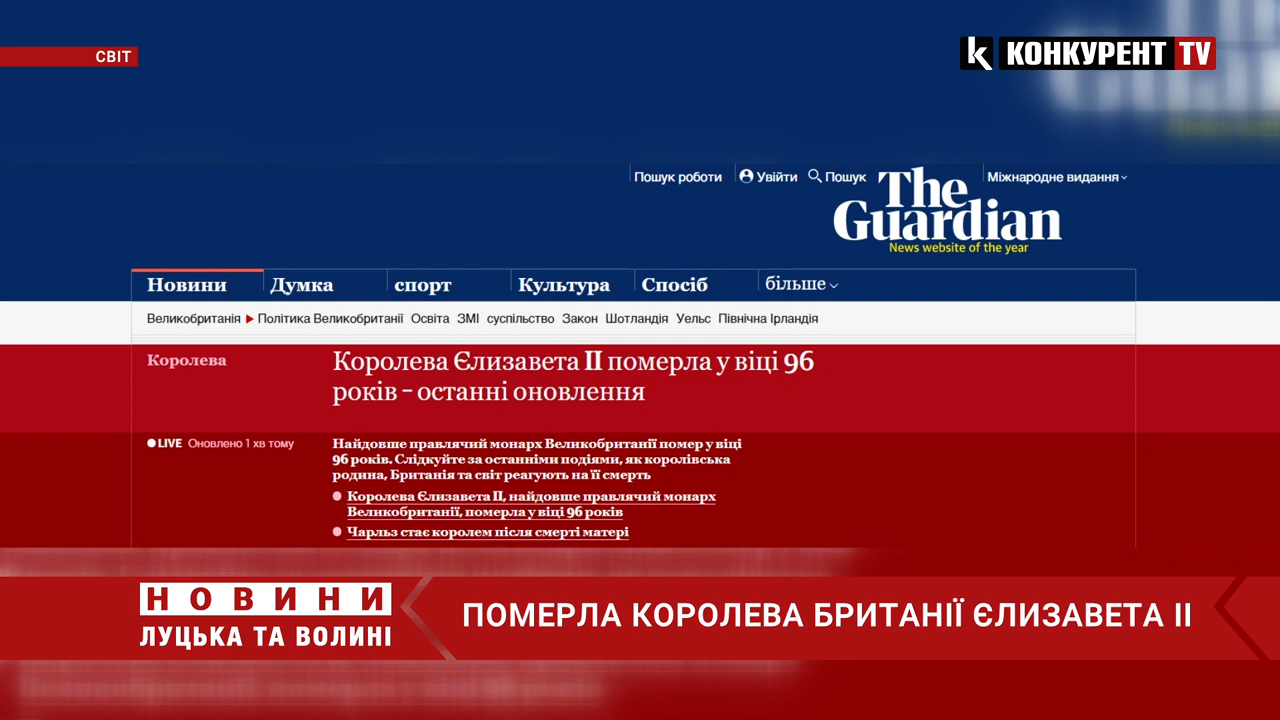 СВІТ
k КОНКУРЕНТ TV
Пошук роботи Увійти Пошук Міжнародне видання
The
Guardian
News website of the year
Новини Думка спорт Культура Спосіб більше
Великобританія Політика Великобританії Освіта ЗМІ суспільство Закон Шотландія Уельс Північна Ірландія
Королева
Королева Єлизавета II померла у віці 96
років - останні оновлення
LIVE Оновлено 1 хв тому
Найдовше правлячий монарх Великобританії помер у віці
96 років. Слідкуйте за останніми подіями, як королівська
родина, Британія та світ реагують на її смерть
Королева Єлизавета II, найдовше правлячий монарх
Великобританії, померла у віці 96 років
Чарльз стає королем після смерті матері
НОВИНИ
ЛУЦЬКА ТА ВОЛИНІ
ПОМЕРЛА КОРОЛЕВА БРИТАНІЇ ЄЛИЗАВЕТА ІІ